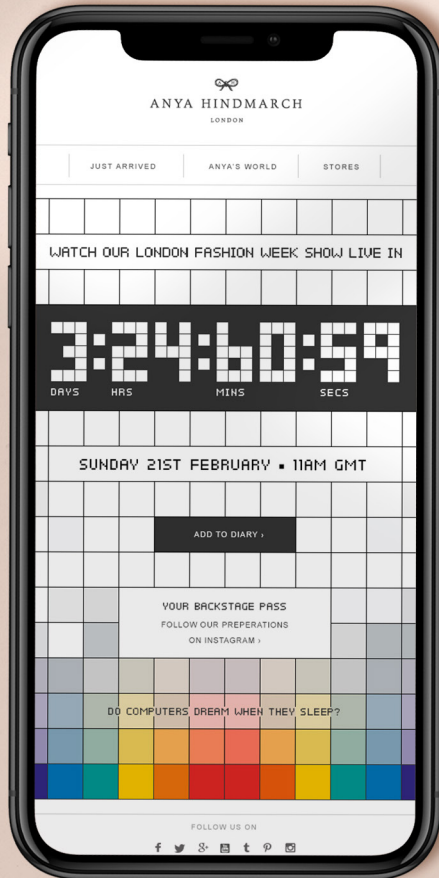 ANYA HINDMARCH
LONDON
JUST ARRIVED ANYA'S WORLD STORES
WATCH OUR LONDON FASHION WEEK SHOW LIVE IN
3:24:60:59
DAYS HRS MINS SECS
SUNDAY 21ST FEBRUARY ▪ 11AM GMT
ADD TO DIARY ›
YOUR BACKSTAGE PASS
FOLLOW OUR PREPERATIONS
ON INSTAGRAM ›
DO COMPUTERS DREAM WHEN THEY SLEEP?
FOLLOW US ON